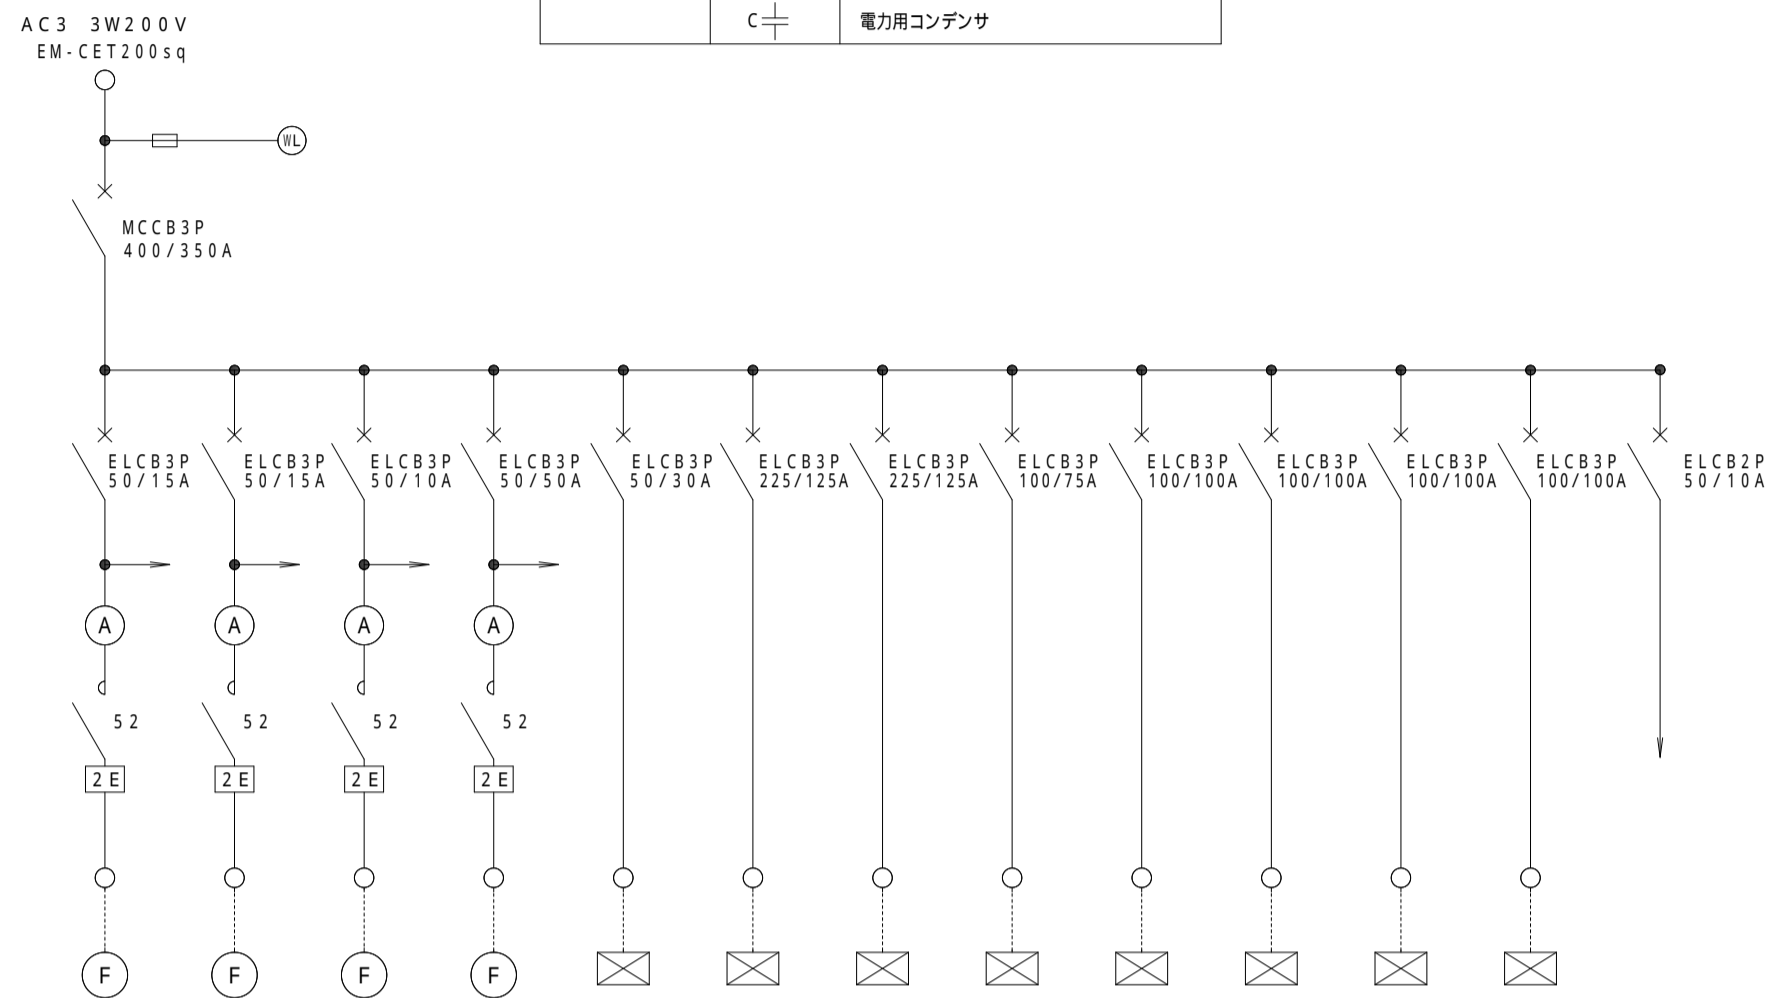 AC3 3W200V
EM-CET200sq
C 電力用コンデンサ
WL
MCCB3P
400/350A
ELCB3P
50/15A
ELCB3P
50/15A
ELCB3P
50/10A
ELCB3P
50/50A
ELCB3P
50/30A
ELCB3P
225/125A
ELCB3P
225/125A
ELCB3P
100/75A
ELCB3P
100/100A
ELCB3P
100/100A
ELCB3P
100/100A
ELCB3P
100/100A
ELCB2P
50/10A
A A A A
52 52 52 52
2E 2E 2E 2E
F F F F